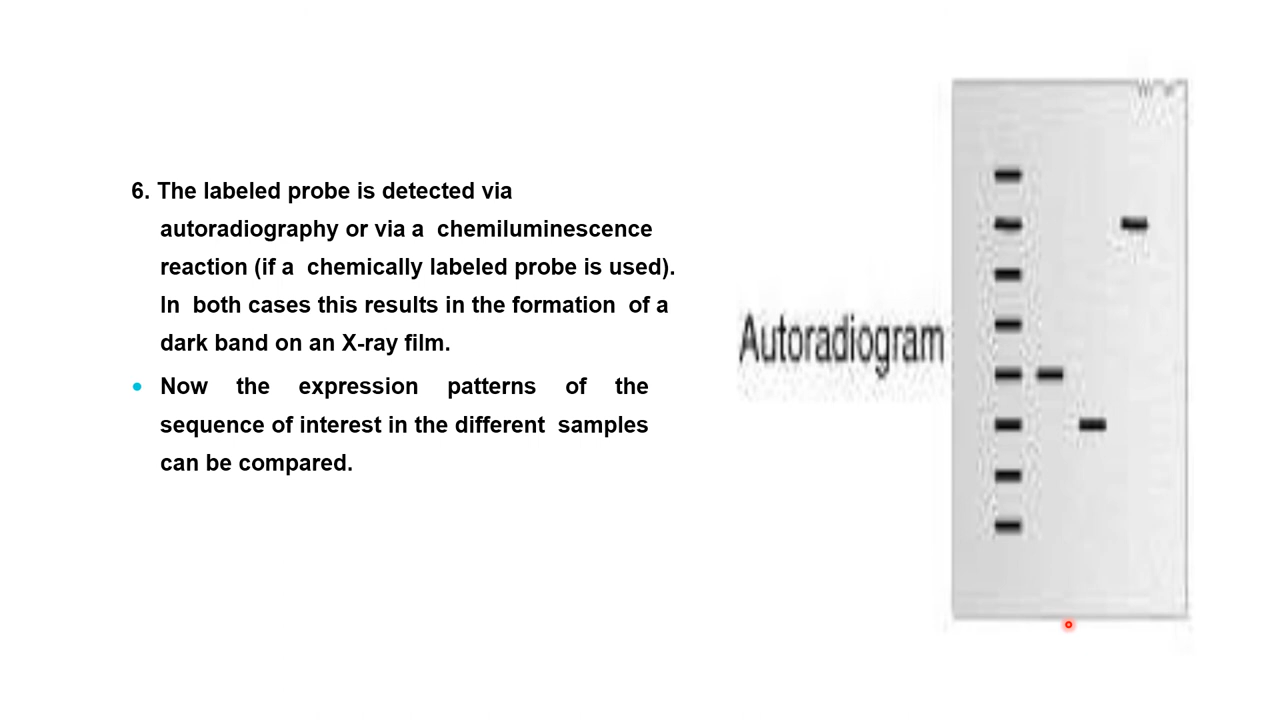 6. The labeled probe is detected via
autoradiography or via a chemiluminescence
reaction (if a chemically labeled probe is used).
In both cases this results in the formation of a
dark band on an X-ray film.
• Now the expression patterns of the
sequence of interest in the different samples
can be compared.
Autoradiogram